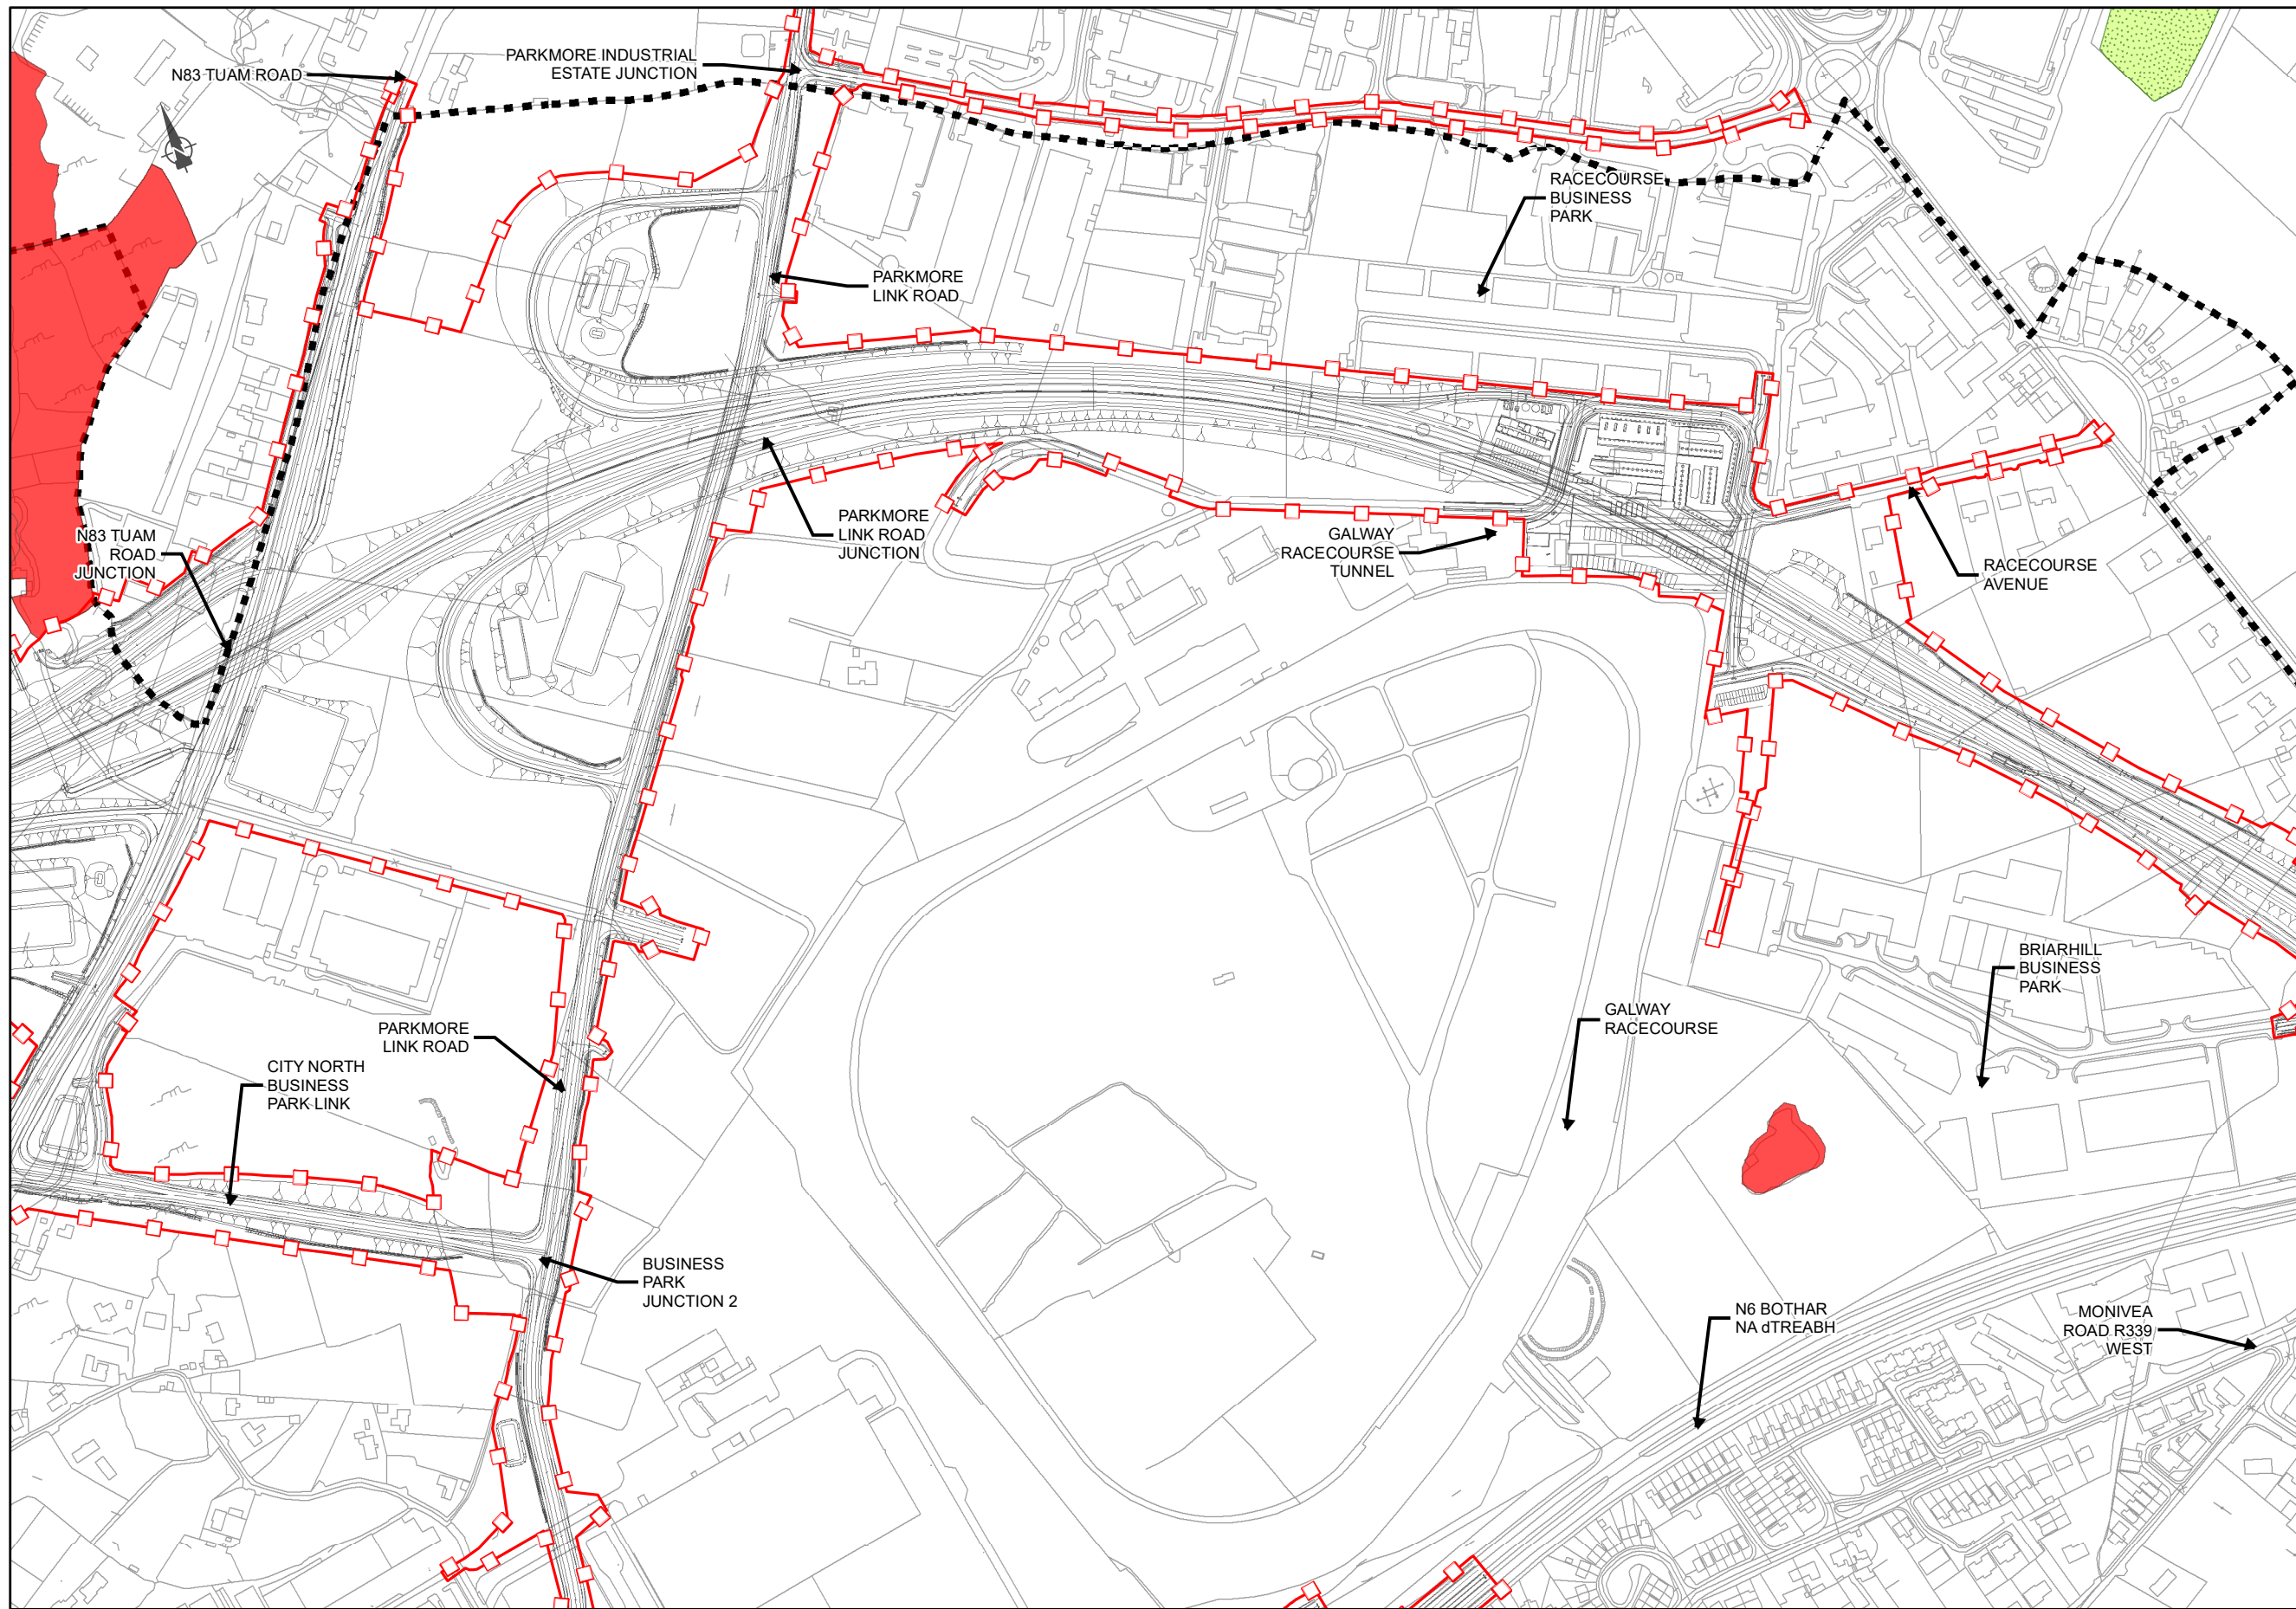 N83 TUAM ROAD
PARKMORE INDUSTRIAL
ESTATE JUNCTION
RACECOURSE
BUSINESS
PARK
PARKMORE
LINK ROAD
N83 TUAM
ROAD
JUNCTION
PARKMORE
LINK ROAD
JUNCTION
GALWAY
RACECOURSE
TUNNEL
RACECOURSE
AVENUE
BRIARHILL
BUSINESS
PARK
GALWAY
RACECOURSE
PARKMORE
LINK ROAD
CITY NORTH
BUSINESS
PARK LINK
BUSINESS
PARK
JUNCTION 2
N6 BOTHAR
NA dTREABH
MONIVEA
ROAD R339
WEST